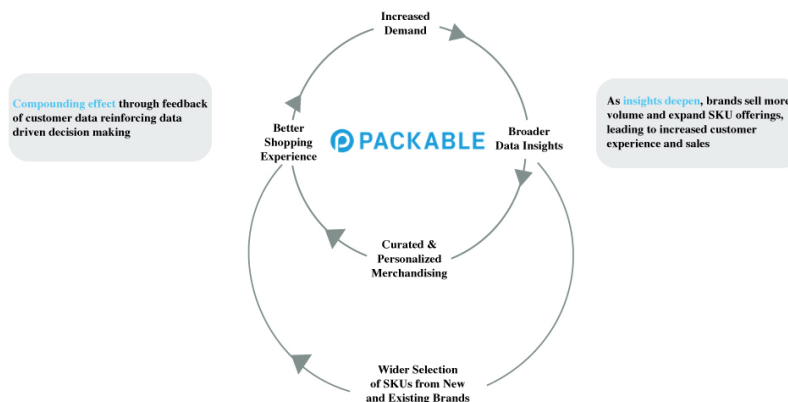 Increased
Demand
Compounding effect through feedback
of customer data reinforcing data
driven decision making
Better
Shopping
Experience
PACKABLE
Broader
Data Insights
As insights deepen, brands sell more
volume and expand SKU offerings,
leading to increased customer
experience and sales
Curated &
Personalized
Merchandising
Wider Selection
of SKUs from New
and Existing Brands